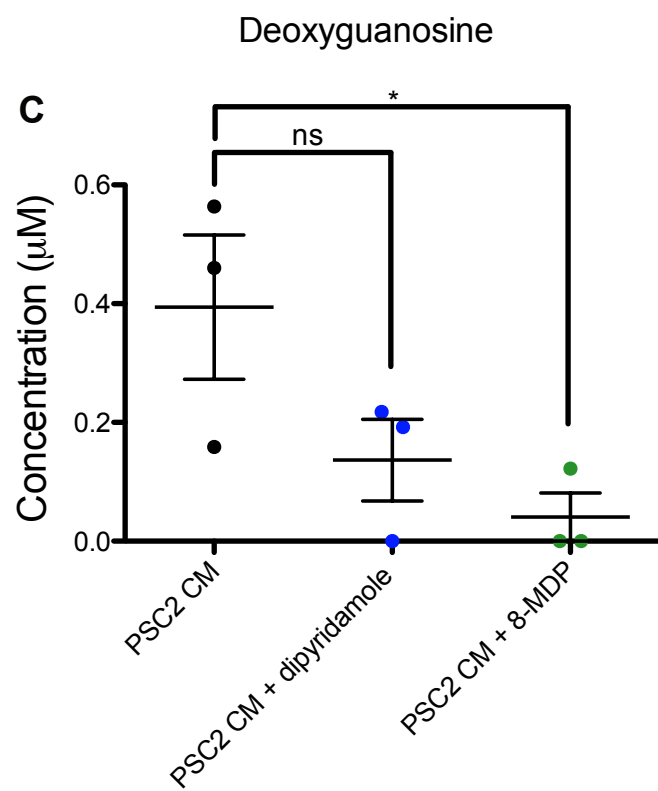 Deoxyguanosine
C
*
ns
Concentration (μM)
0.6
0.4
0.2
0.0
PSC2 CM
PSC2 CM + dipyridamole
PSC2 CM + 8-MDP